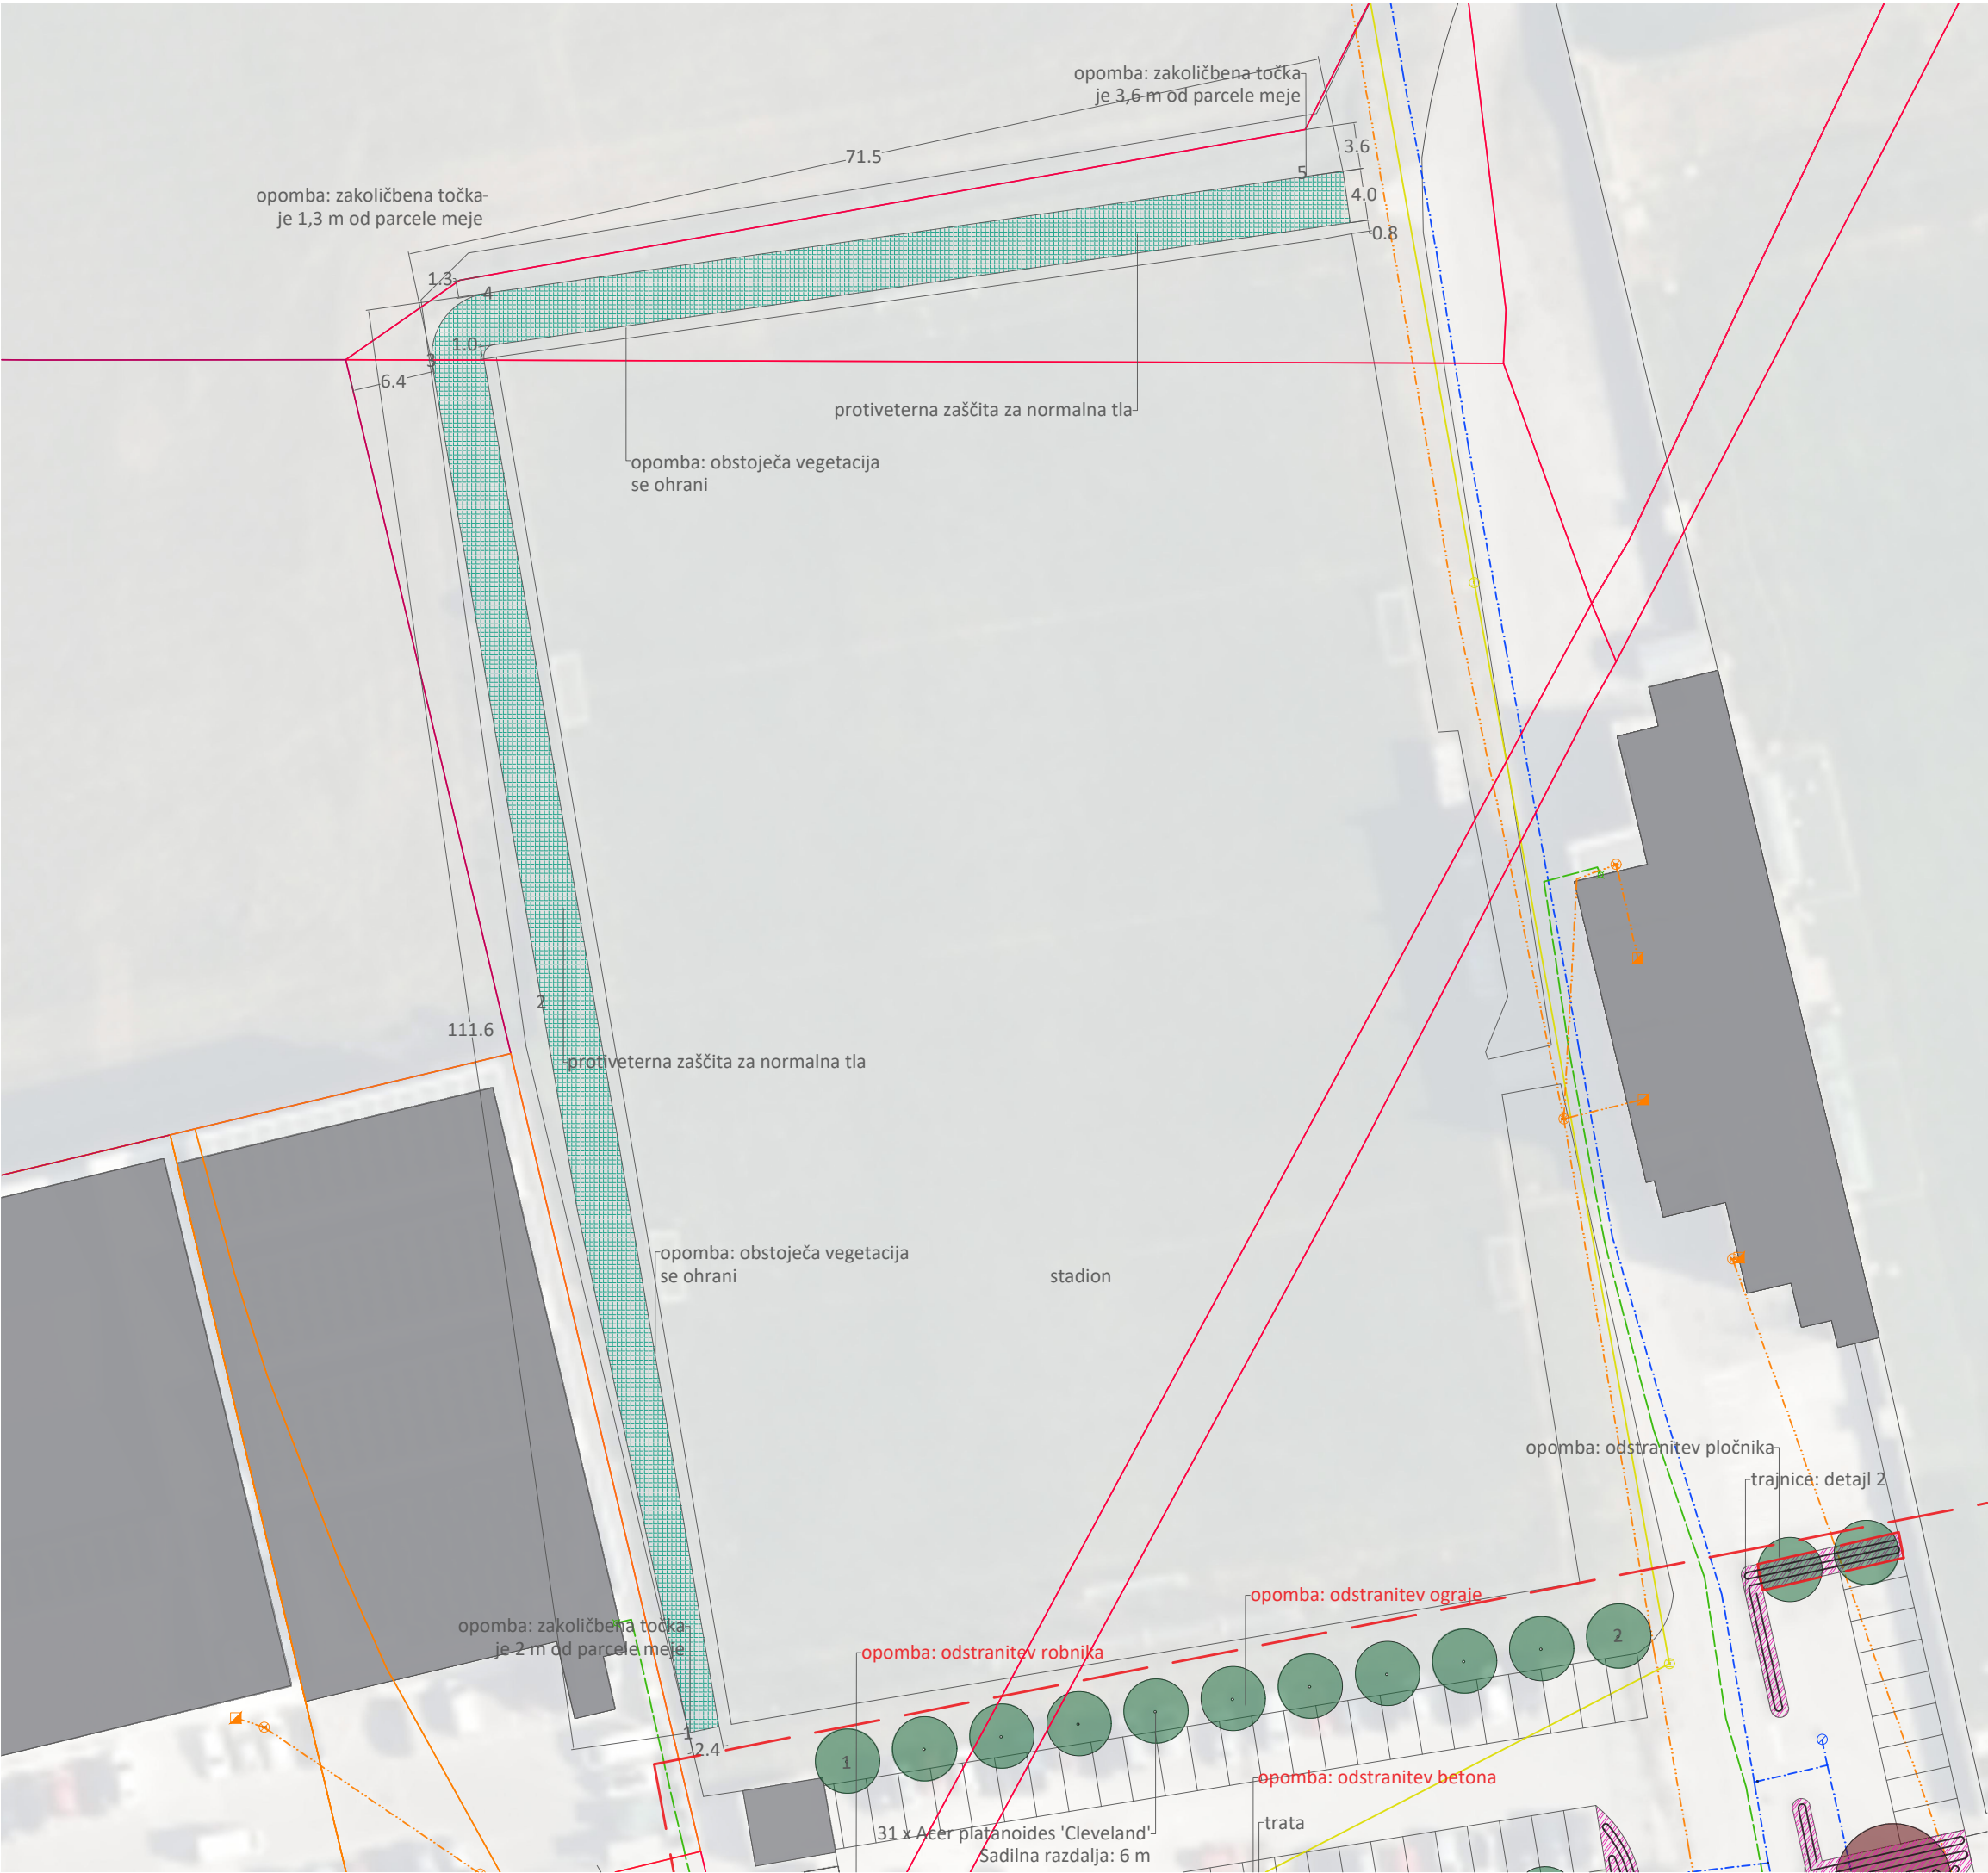 opomba: zakoličbena točka
je 3,6 m od parcele meje
3.6
71.5
5
4.0
opomba: zakoličbena točka
je 1,3 m od parcele meje
0.8
1.3
4
1.0
3
6.4
protiveterna zaščita za normalna tla
opomba: obstoječa vegetacija
se ohrani
2
111.6
protiveterna zaščita za normalna tla
opomba: obstoječa vegetacija
se ohrani
stadion
opomba: odstranitev pločnika
trajnice: detajl 2
opomba: odstranitev ograje
opomba: zakoličbena točka
je 2 m od parcele meje
opomba: odstranitev robnika
2
1
2.4
1
opomba: odstranitev betona
31 x Acer platanoides 'Cleveland'
Sadilna razdalja: 6 m
trata